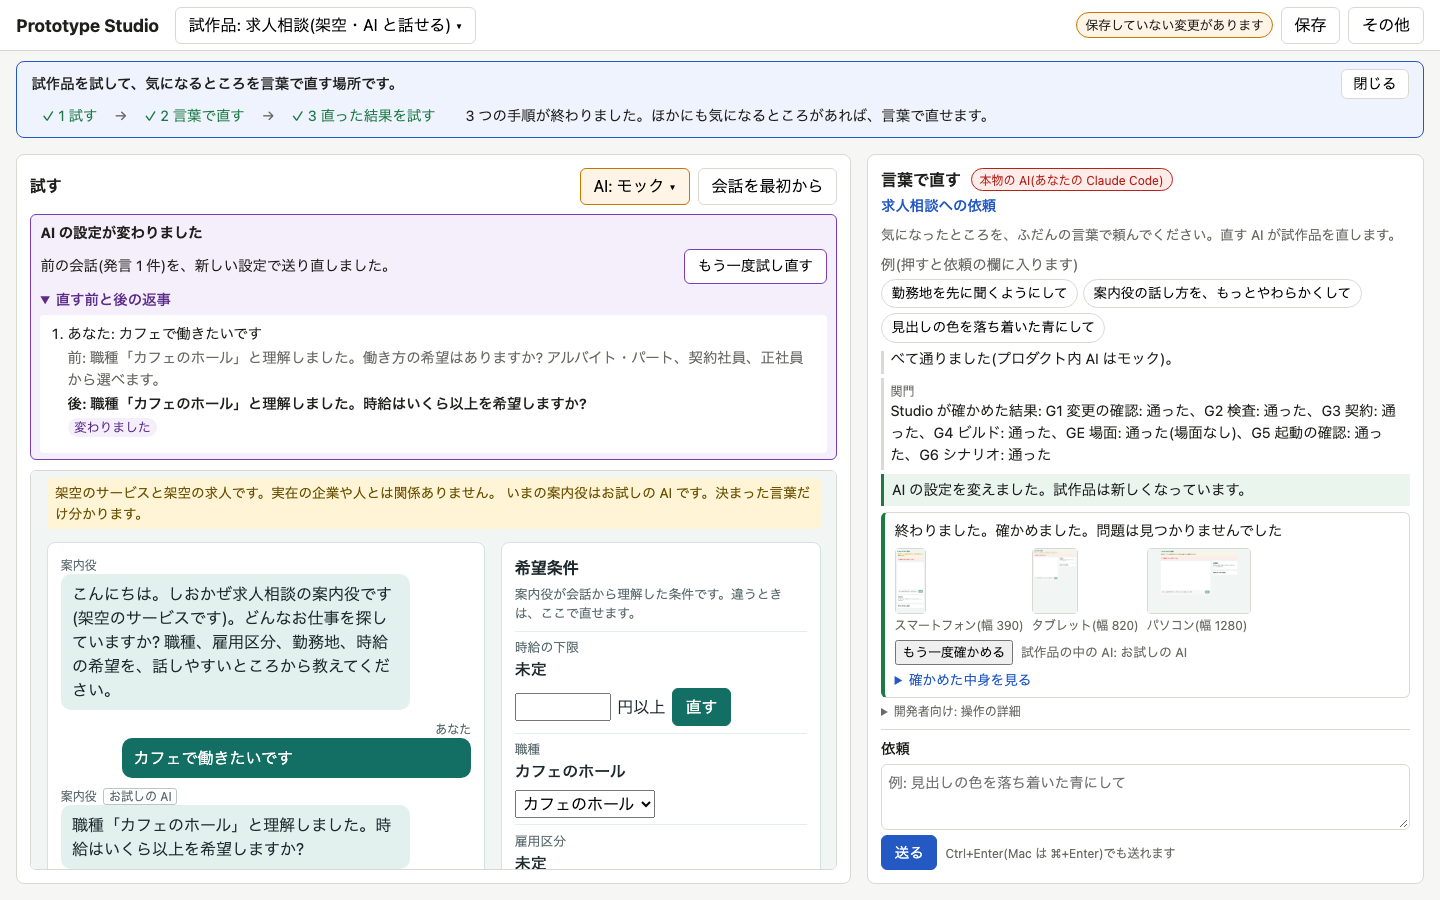 Prototype Studio
試作品: 求人相談(架空・AI と話せる) ▾
保存していない変更があります
保存
その他
試作品を試して、気になるところを言葉で直す場所です。
閉じる
✓ 1 試す → ✓ 2 言葉で直す → ✓ 3 直った結果を試す 3 つの手順が終わりました。ほかにも気になるところがあれば、言葉で直せます。
試す
AI: モック ▾
会話を最初から
AI の設定が変わりました
前の会話(発言 1 件)を、新しい設定で送り直しました。
もう一度試し直す
▼ 直す前と後の返事
1. あなた: カフェで働きたいです
前: 職種「カフェのホール」と理解しました。働き方の希望はありますか? アルバイト・パート、契約社員、正社員
から選べます。
後: 職種「カフェのホール」と理解しました。時給はいくら以上を希望しますか?
変わりました
架空のサービスと架空の求人です。実在の企業や人とは関係ありません。 いまの案内役はお試しの AI です。決まった言葉だ
け分かります。
案内役
こんにちは。しおかぜ求人相談の案内役です
(架空のサービスです)。どんなお仕事を探し
ていますか? 職種、雇用区分、勤務地、時給
の希望を、話しやすいところから教えてくだ
さい。
あなた
カフェで働きたいです
案内役 お試しの AI
職種「カフェのホール」と理解しました。時
給はいくら以上を希望しますか?
希望条件
案内役が会話から理解した条件です。違うとき
は、ここで直せます。
時給の下限
未定
円以上 直す
職種
カフェのホール
カフェのホール
雇用区分
未定
言葉で直す 本物の AI(あなたの Claude Code)
求人相談への依頼
気になったところを、ふだんの言葉で頼んでください。直す AI が試作品を直します。
例(押すと依頼の欄に入ります)
勤務地を先に聞くようにして
案内役の話し方を、もっとやわらかくして
見出しの色を落ち着いた青にして
べて通りました(プロダクト内 AI はモック)。
関門
Studio が確かめた結果: G1 変更の確認: 通った、G2 検査: 通った、G3 契約: 通
った、G4 ビルド: 通った、GE 場面: 通った(場面なし)、G5 起動の確認: 通っ
た、G6 シナリオ: 通った
AI の設定を変えました。試作品は新しくなっています。
終わりました。確かめました。問題は見つかりませんでした
スマートフォン(幅 390) タブレット(幅 820) パソコン(幅 1280)
もう一度確かめる 試作品の中の AI: お試しの AI
▶ 確かめた中身を見る
▶ 開発者向け: 操作の詳細
依頼
例: 見出しの色を落ち着いた青にして
送る Ctrl+Enter(Mac は ⌘+Enter)でも送れます